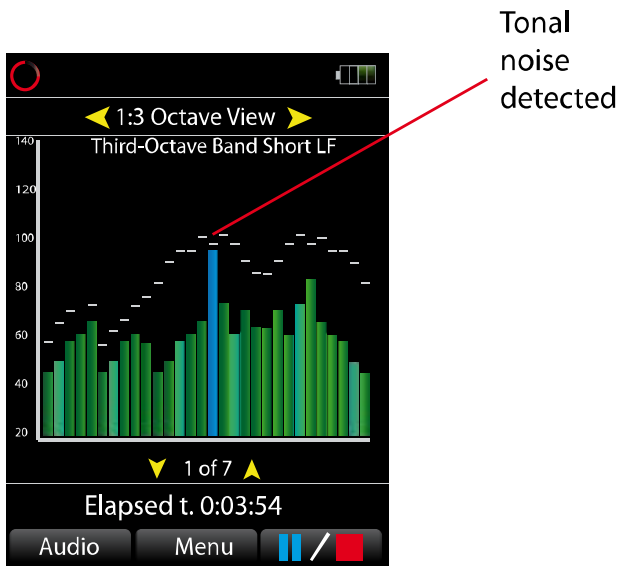 Tonal
noise
detected
1:3 Octave View
Third-Octave Band Short LF
140
120
100
80
60
40
20
1 of 7
Elapsed t. 0:03:54
Audio Menu /